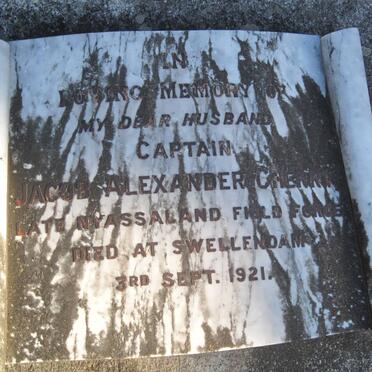 IN
LOVING MEMORY OF
MY DEAR HUSBAND
CAPTAIN
JACOB ALEXANDER
LATE NYASSALAND FIELD FORCE
DIED AT SWELLENDAM
3RD SEPT. 1921.